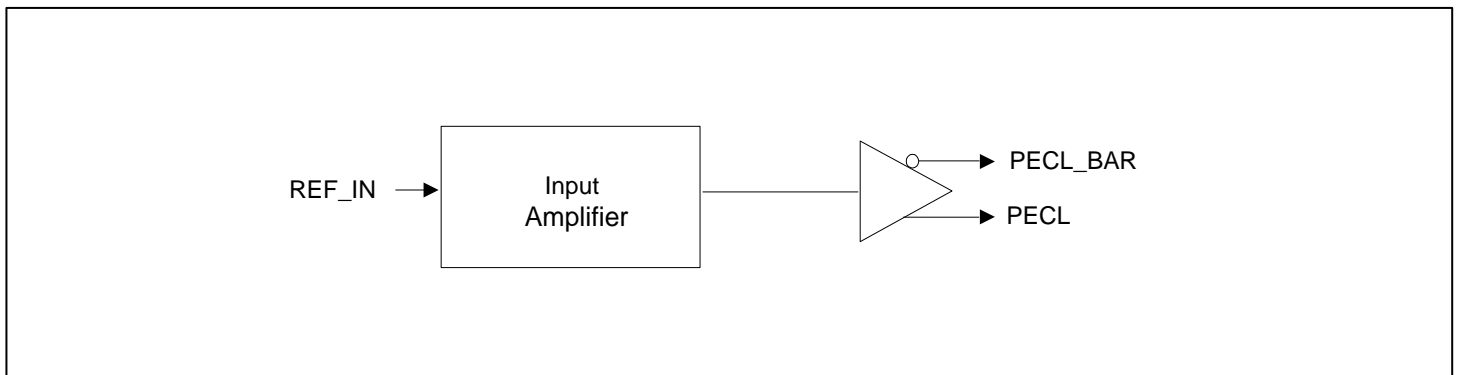 REF_IN
Input
Amplifier
PECL_BAR
PECL